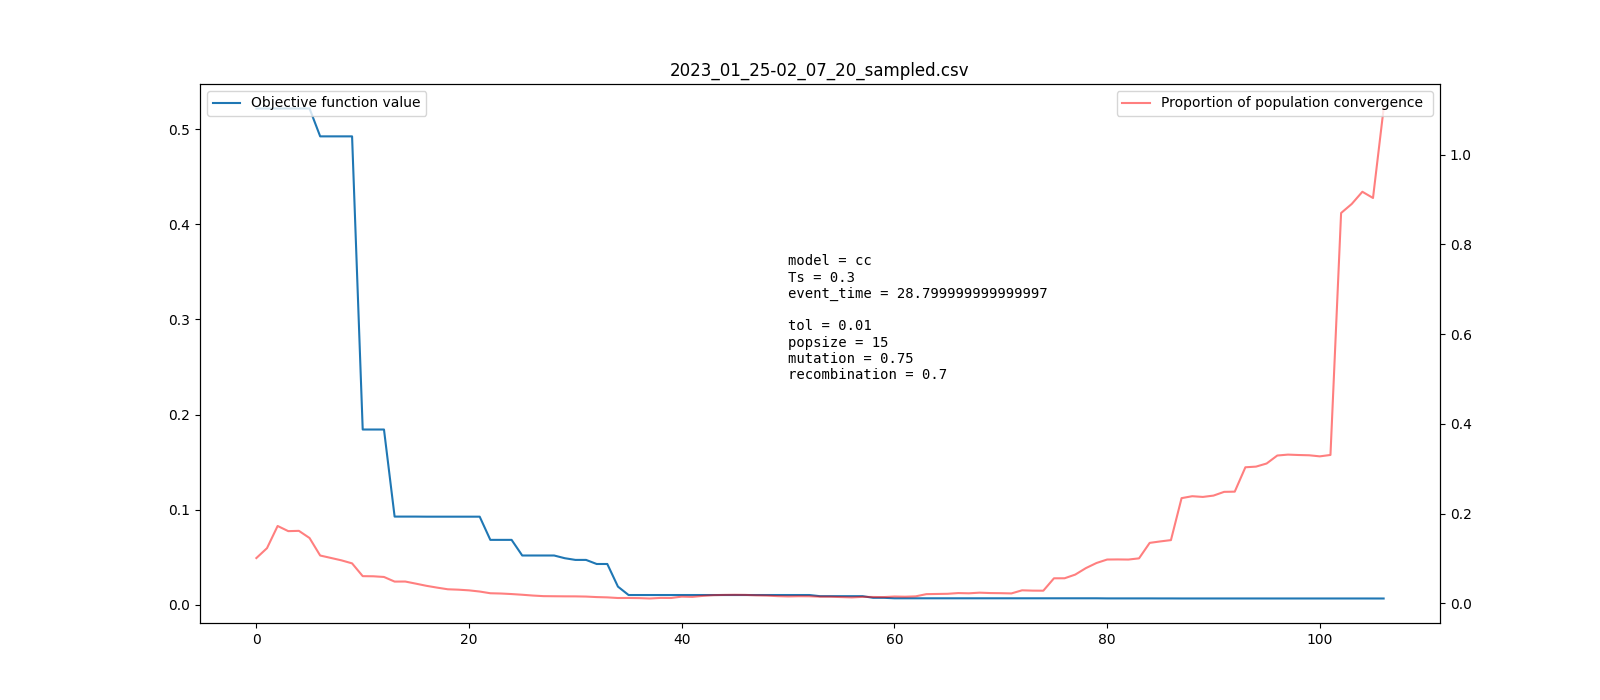 2023_01_25-02_07_20_sampled.csv
Objective function value
Proportion of population convergence
0.5
0.4
0.3
0.2
0.1
0.0
model = cc
Ts = 0.3
event_time = 28.799999999999997
tol = 0.01
popsize = 15
mutation = 0.75
recombination = 0.7
1.0
0.8
0.6
0.4
0.2
0.0
0 20 40 60 80 100